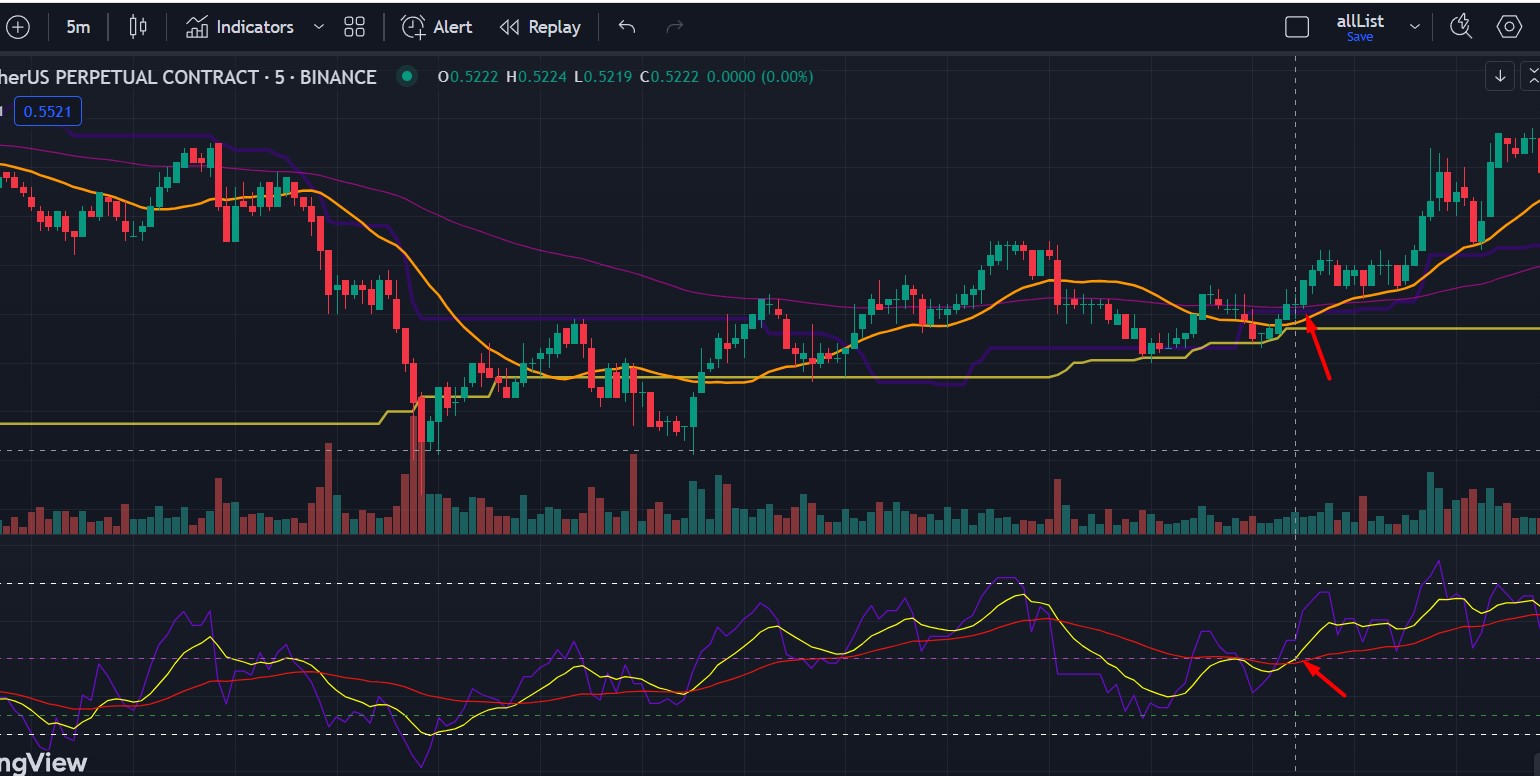 5m Indicators Alert Replay allList
Save
herUS PERPETUAL CONTRACT · 5 · BINANCE O0.5222 H0.5224 L0.5219 C0.5222 0.0000 (0.00%)
0.5521
ngView